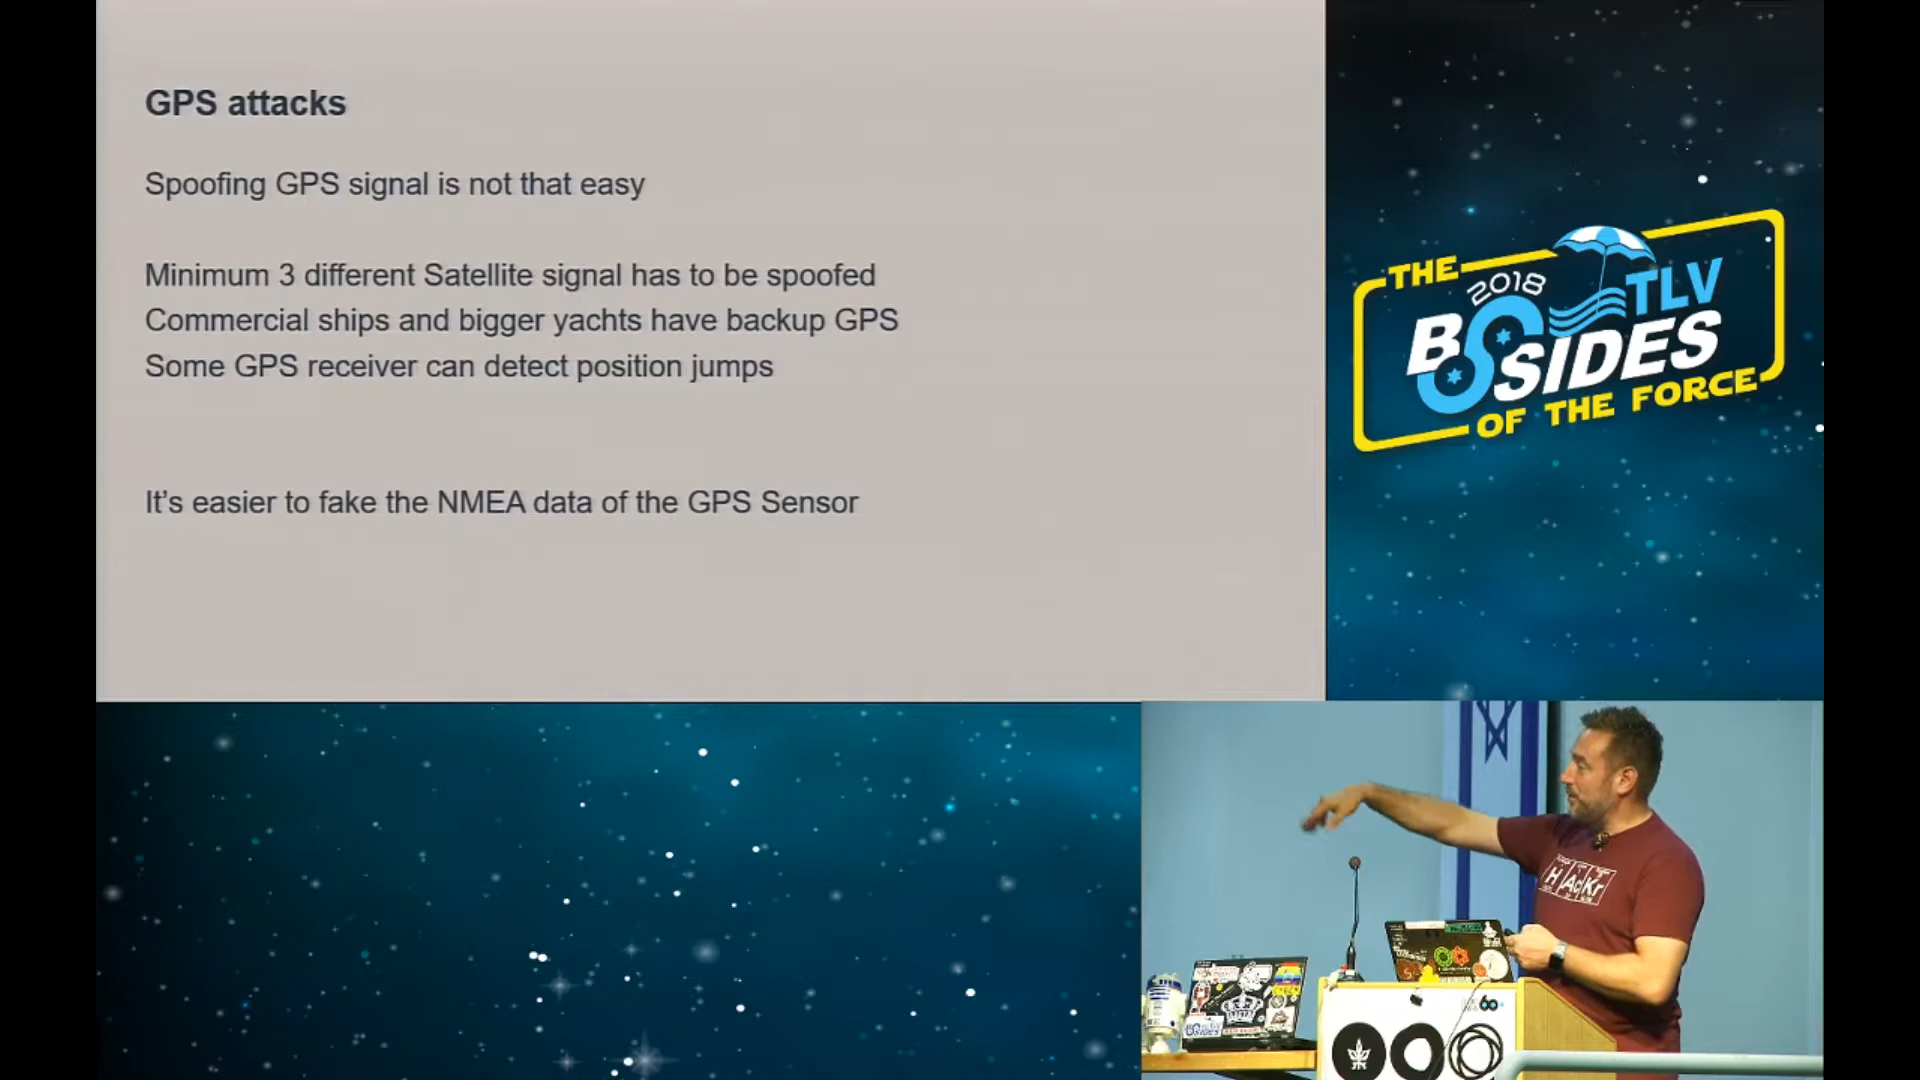 GPS attacks
Spoofing GPS signal is not that easy
Minimum 3 different Satellite signal has to be spoofed
Commercial ships and bigger yachts have backup GPS
Some GPS receiver can detect position jumps
It's easier to fake the NMEA data of the GPS Sensor
THE
2018
TLV
BSIDES
OF THE FORCE
H Ac Kr